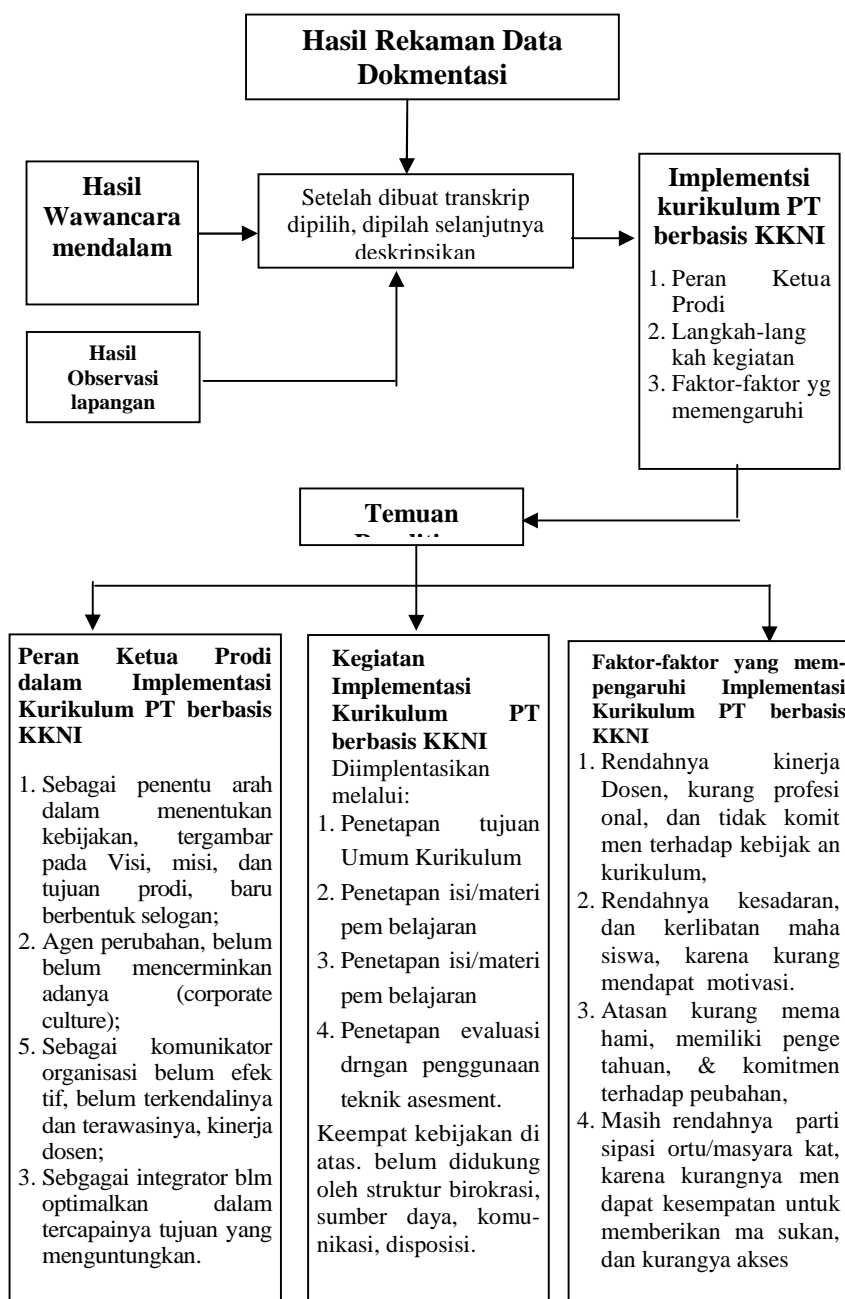 Hasil Rekaman Data
Dokmentasi
Hasil
Wawancara
mendalam
Setelah dibuat transkrip
dipilih, dipilah selanjutnya
deskripsikan
Implementsi
kurikulum PT
berbasis KKNI
1. Peran Ketua
Prodi
2. Langkah-lang
kah kegiatan
3. Faktor-faktor yg
memengaruhi
Hasil
Observasi
lapangan
Temuan
Peran Ketua Prodi
dalam Implementasi
Kurikulum PT berbasis
KKNI
1. Sebagai penentu arah
dalam menentukan
kebijakan, tergambar
pada Visi, misi, dan
tujuan prodi, baru
berbentuk selogan;
2. Agen perubahan, belum
belum mencerminkan
adanya (corporate
culture);
5. Sebagai komunikator
organisasi belum efek
tif, belum terkendalinya
dan terawasinya, kinerja
dosen;
3. Sebgagai integrator blm
optimalkan dalam
tercapainya tujuan yang
menguntungkan.
Kegiatan
Implementasi
Kurikulum PT
berbasis KKNI
Diimplentasikan
melalui:
1. Penetapan tujuan
Umum Kurikulum
2. Penetapan isi/materi
pem belajaran
3. Penetapan isi/materi
pem belajaran
4. Penetapan evaluasi
drngan penggunaan
teknik asesment.
Keempat kebijakan di
atas. belum didukung
oleh struktur birokrasi,
sumber daya, komu-
nikasi, disposisi.
Faktor-faktor yang mem-
pengaruhi Implementasi
Kurikulum PT berbasis
KKNI
1. Rendahnya kinerja
Dosen, kurang profesi
onal, dan tidak komit
men terhadap kebijak an
kurikulum,
2. Rendahnya kesadaran,
dan kerlibatan maha
siswa, karena kurang
mendapat motivasi.
3. Atasan kurang mema
hami, memiliki penge
tahuan, & komitmen
terhadap peubahan,
4. Masih rendahnya parti
sipasi ortu/masyara kat,
karena kurangnya men
dapat kesempatan untuk
memberikan ma sukan,
dan kurangya akses